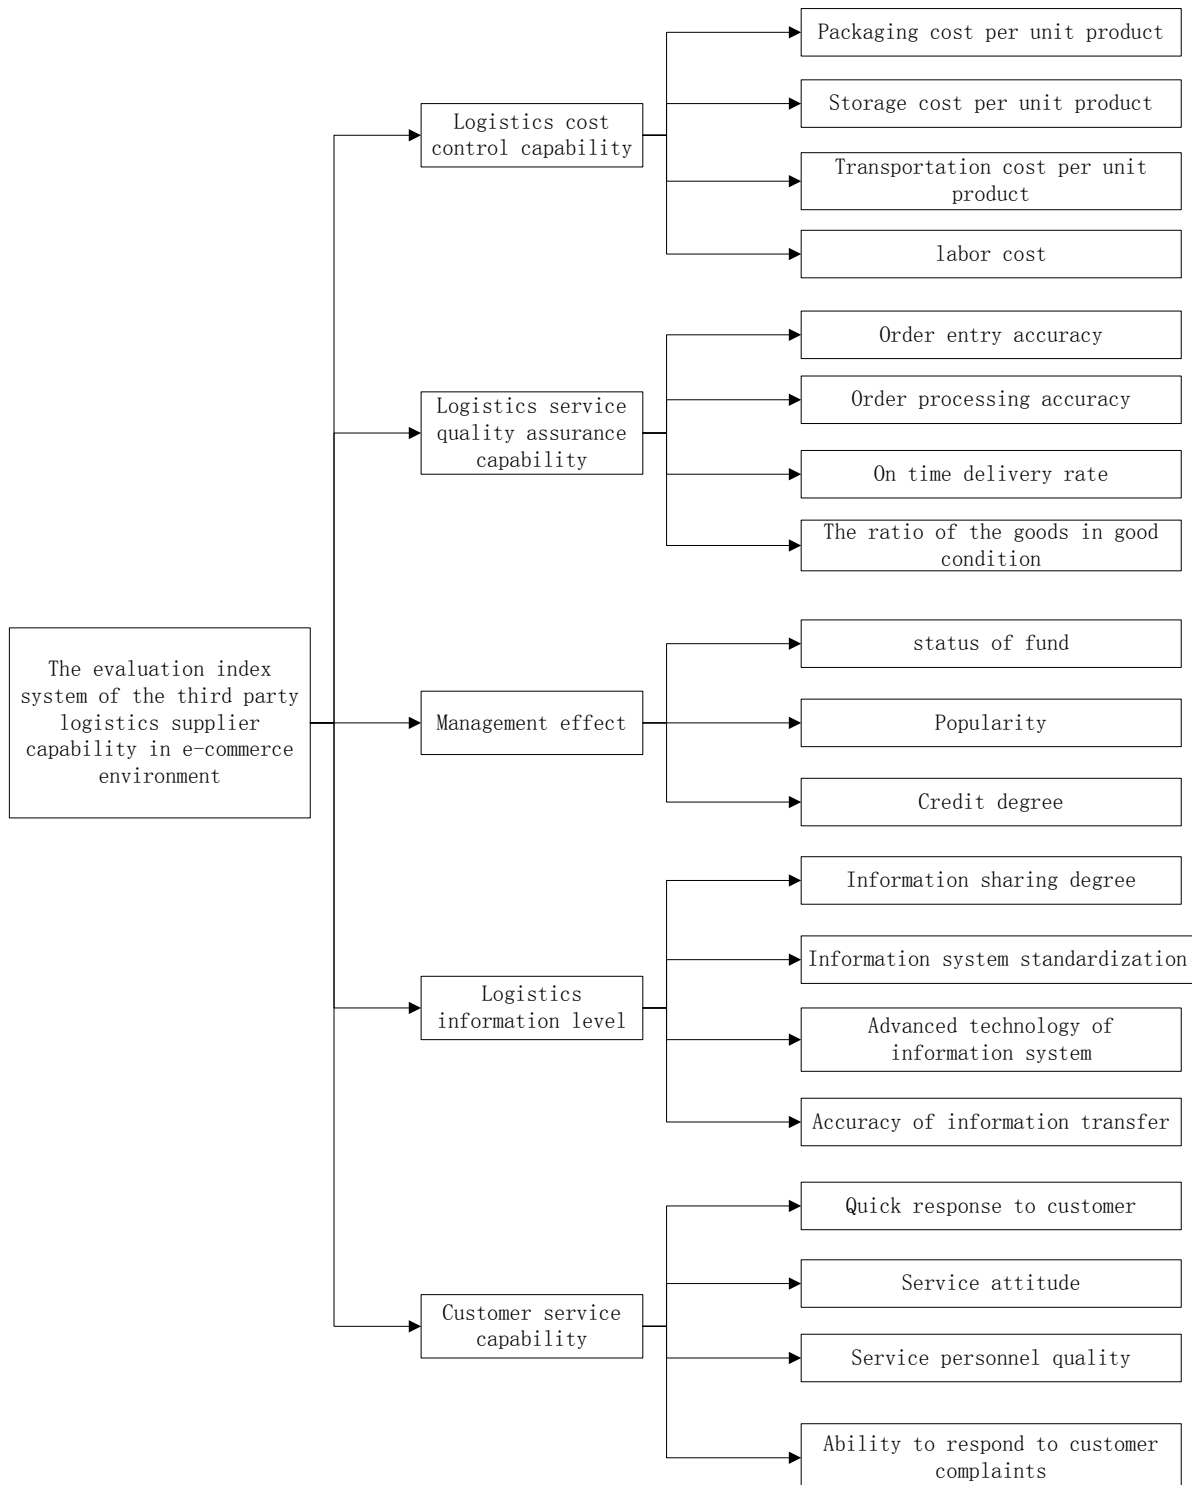 The evaluation index
system of the third party
logistics supplier
capability in e-commerce
environment
Logistics cost
control capability
Packaging cost per unit product
Storage cost per unit product
Transportation cost per unit
product
labor cost
Logistics service
quality assurance
capability
Order entry accuracy
Order processing accuracy
On time delivery rate
The ratio of the goods in good
condition
Management effect
status of fund
Popularity
Credit degree
Logistics
information level
Information sharing degree
Information system standardization
Advanced technology of
information system
Accuracy of information transfer
Customer service
capability
Quick response to customer
Service attitude
Service personnel quality
Ability to respond to customer
complaints